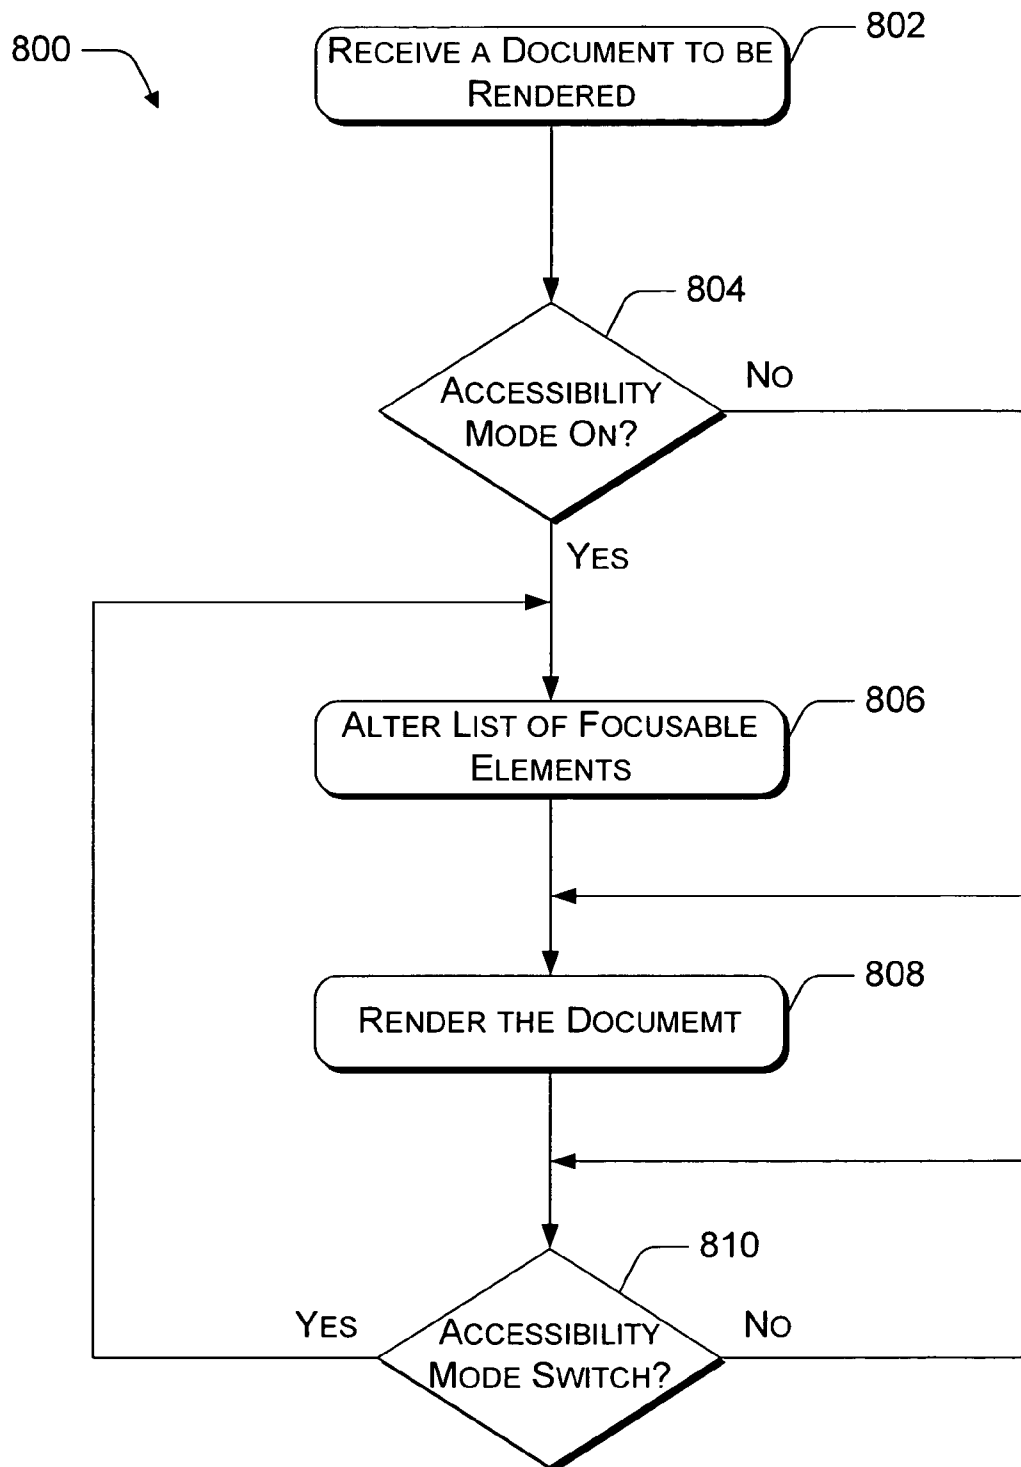 800
802
RECEIVE A DOCUMENT TO BE
RENDERED
804
ACCESSIBILITY
MODE ON?
NO
YES
806
ALTER LIST OF FOCUSABLE
ELEMENTS
808
RENDER THE DOCUMEMT
810
YES
ACCESSIBILITY
MODE SWITCH?
NO